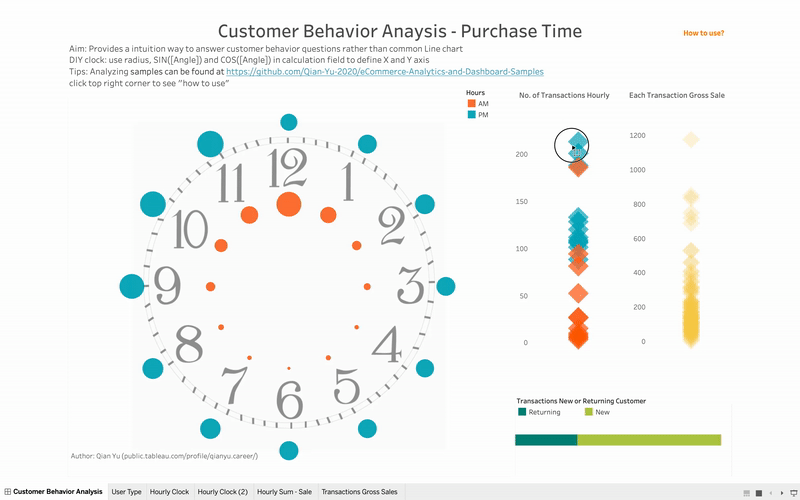 Customer Behavior Anaysis - Purchase Time
How to use?
Aim: Provides a intuition way to answer customer behavior questions rather than common Line chart
DIY clock: use radius, SIN([Angle]) and COS([Angle]) in calculation field to define X and Y axis
Tips: Analyzing samples can be found at https://github.com/Qian-Yu-2020/eCommerce-Analytics-and-Dashboard-Samples
click top right corner to see "how to use"
Hours
AM
PM
No. of Transactions Hourly
Each Transaction Gross Sale
12
1
2
3
4
5
6
7
8
9
10
11
200
150
100
50
0
1200
1000
800
600
400
200
0
Transactions New or Returning Customer
Returning
New
Author: Qian Yu (public.tableau.com/profile/qianyu.career/)
Customer Behavior Analysis
User Type
Hourly Clock
Hourly Clock (2)
Hourly Sum - Sale
Transactions Gross Sales